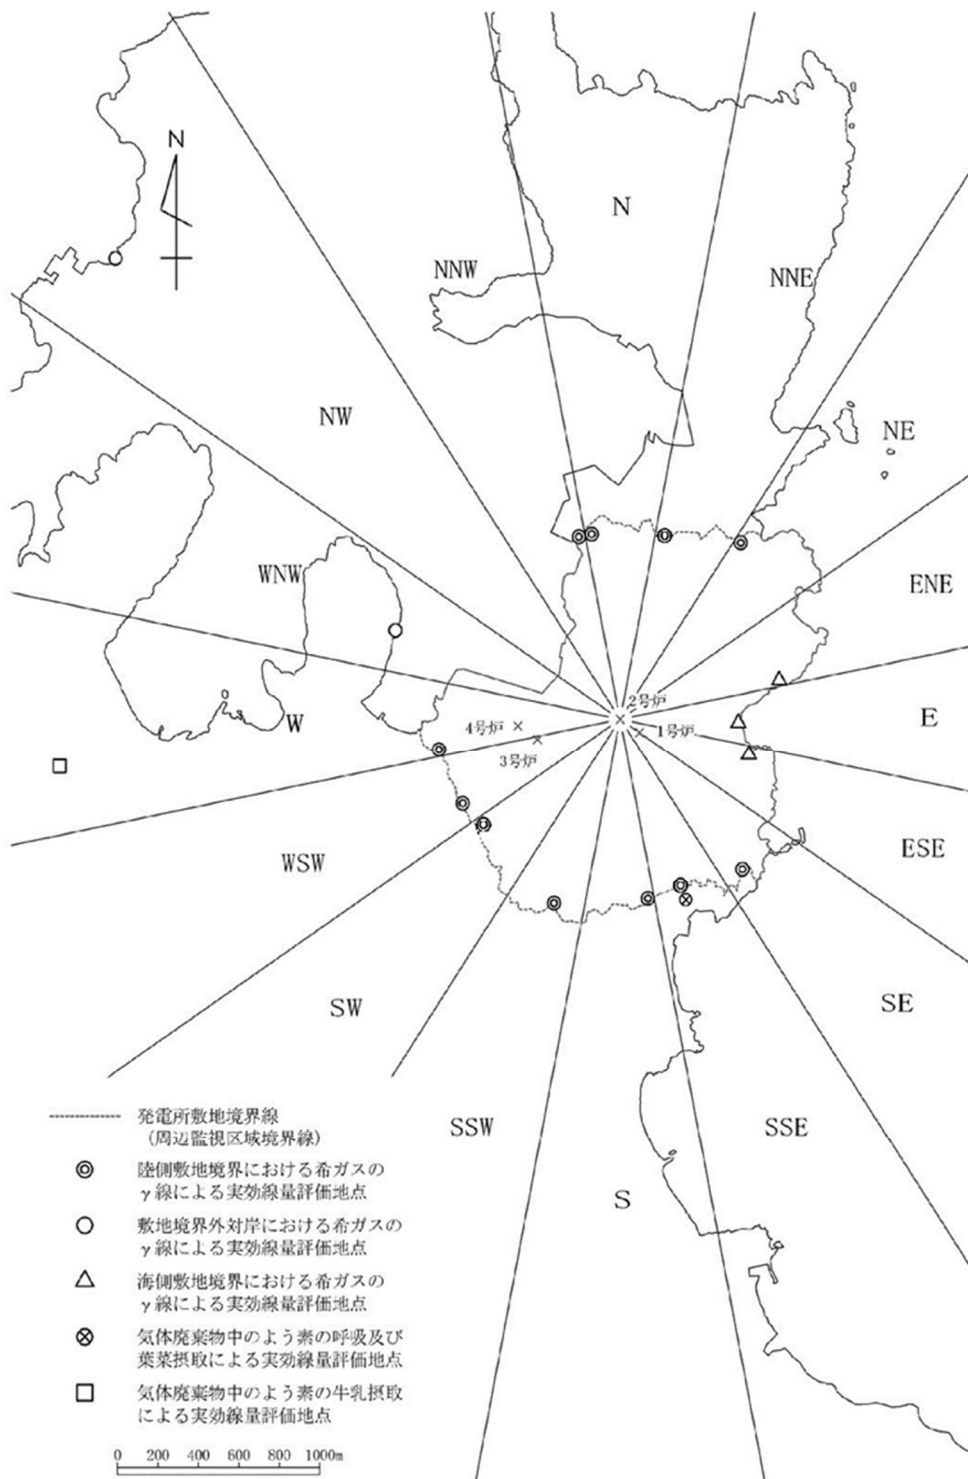 N
N
NNW
NNE
NW
NE
WNW
ENE
2号炉
W
4号炉
1号炉
E
3号炉
WSW
ESE
SW
SE
発電所敷地境界線
(周辺監視区域境界線)
SSW
SSE
陸側敷地境界における希ガスの
γ線による実効線量評価地点
S
敷地境界外対岸における希ガスの
γ線による実効線量評価地点
海側敷地境界における希ガスの
γ線による実効線量評価地点
気体廃棄物中のよう素の呼吸及び
葉菜摂取による実効線量評価地点
気体廃棄物中のよう素の牛乳摂取
による実効線量評価地点
0 200 400 600 800 1000m